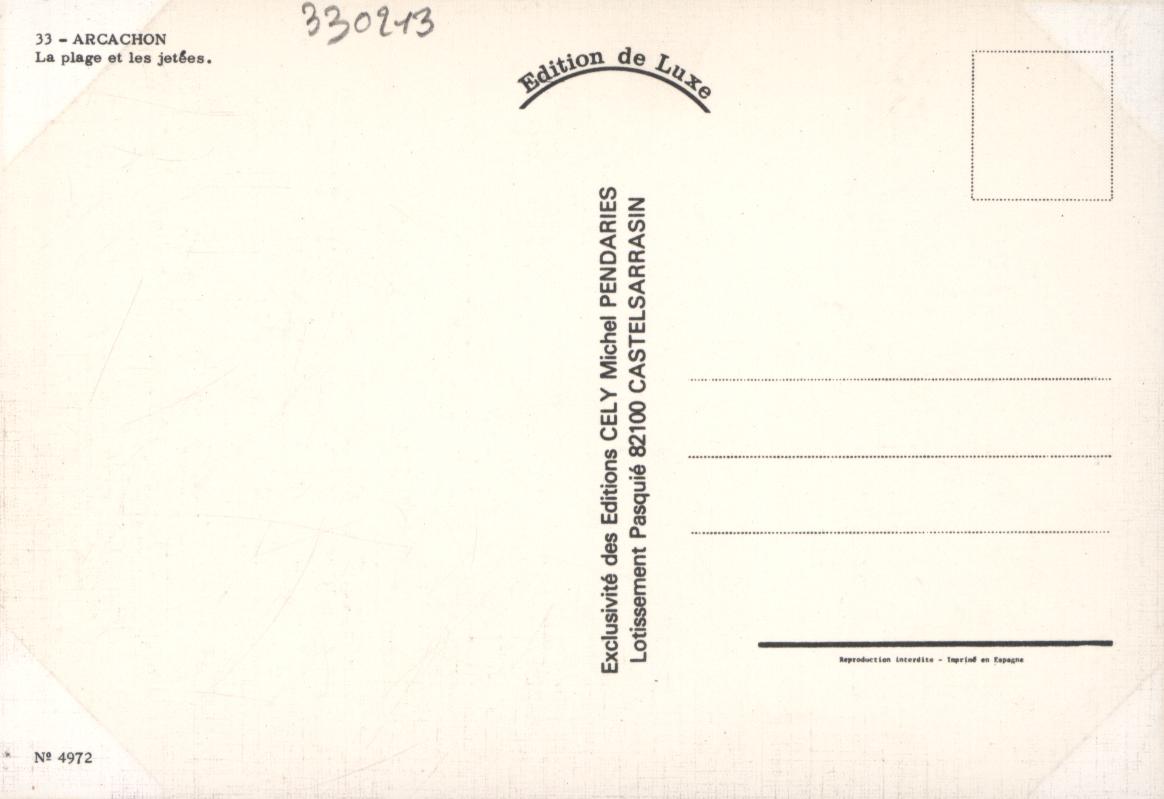 33 - ARCACHON
La plage et les jetées.
330213
Edition de Luxe
Exclusivité des Editions CELY Michel PENDARIES
Lotissement Pasquié 82100 CASTELSARRASIN
Reproduction interdite - Imprimé en Espagne
Nº 4972